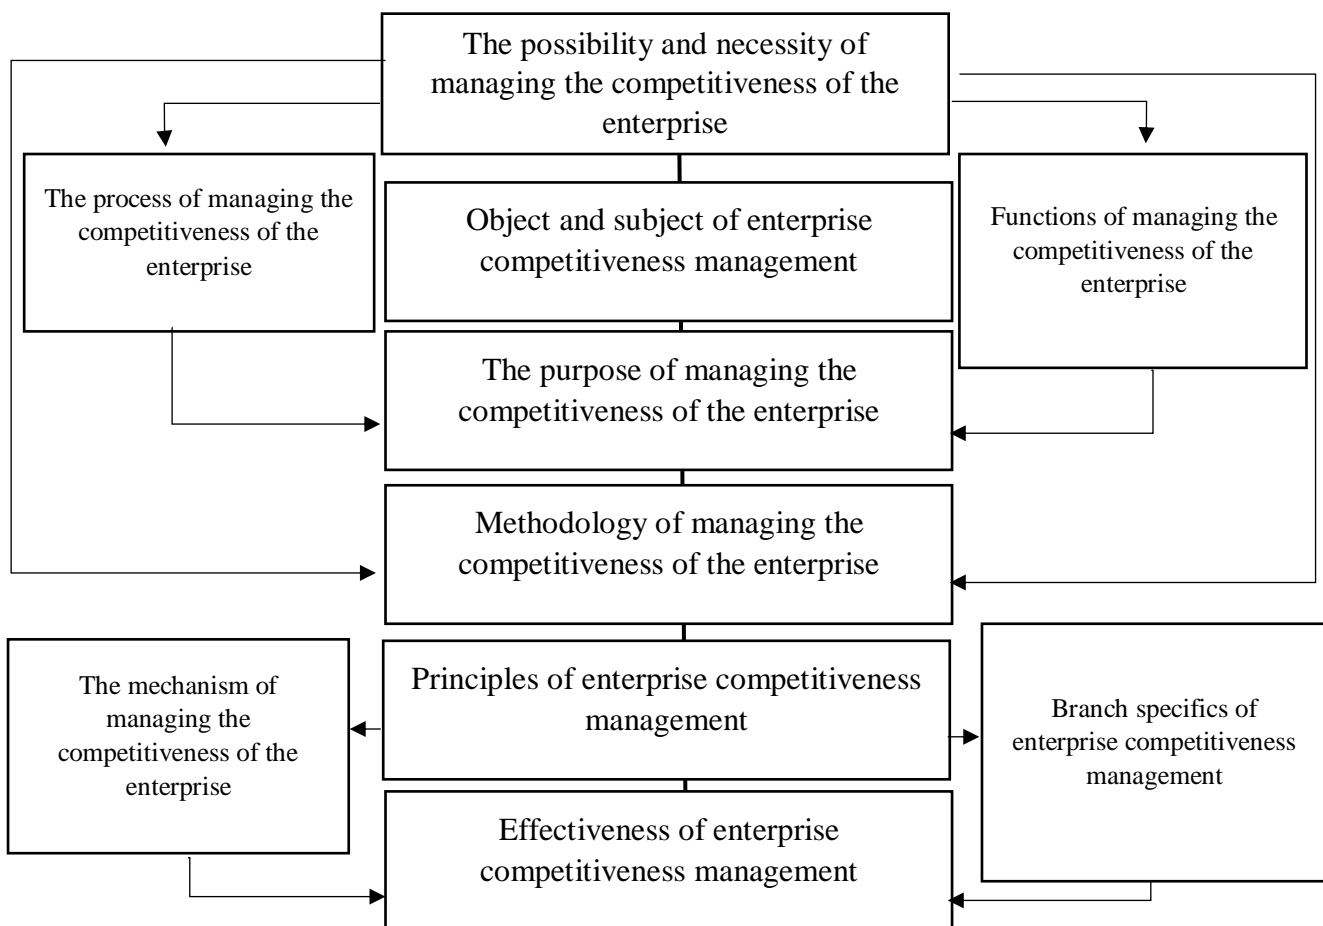 The possibility and necessity of
managing the competitiveness of the
enterprise
The process of managing the
competitiveness of the
enterprise
Object and subject of enterprise
competitiveness management
Functions of managing the
competitiveness of the
enterprise
The purpose of managing the
competitiveness of the enterprise
Methodology of managing the
competitiveness of the enterprise
The mechanism of
managing the
competitiveness of the
enterprise
Principles of enterprise competitiveness
management
Branch specifics of
enterprise competitiveness
management
Effectiveness of enterprise
competitiveness management